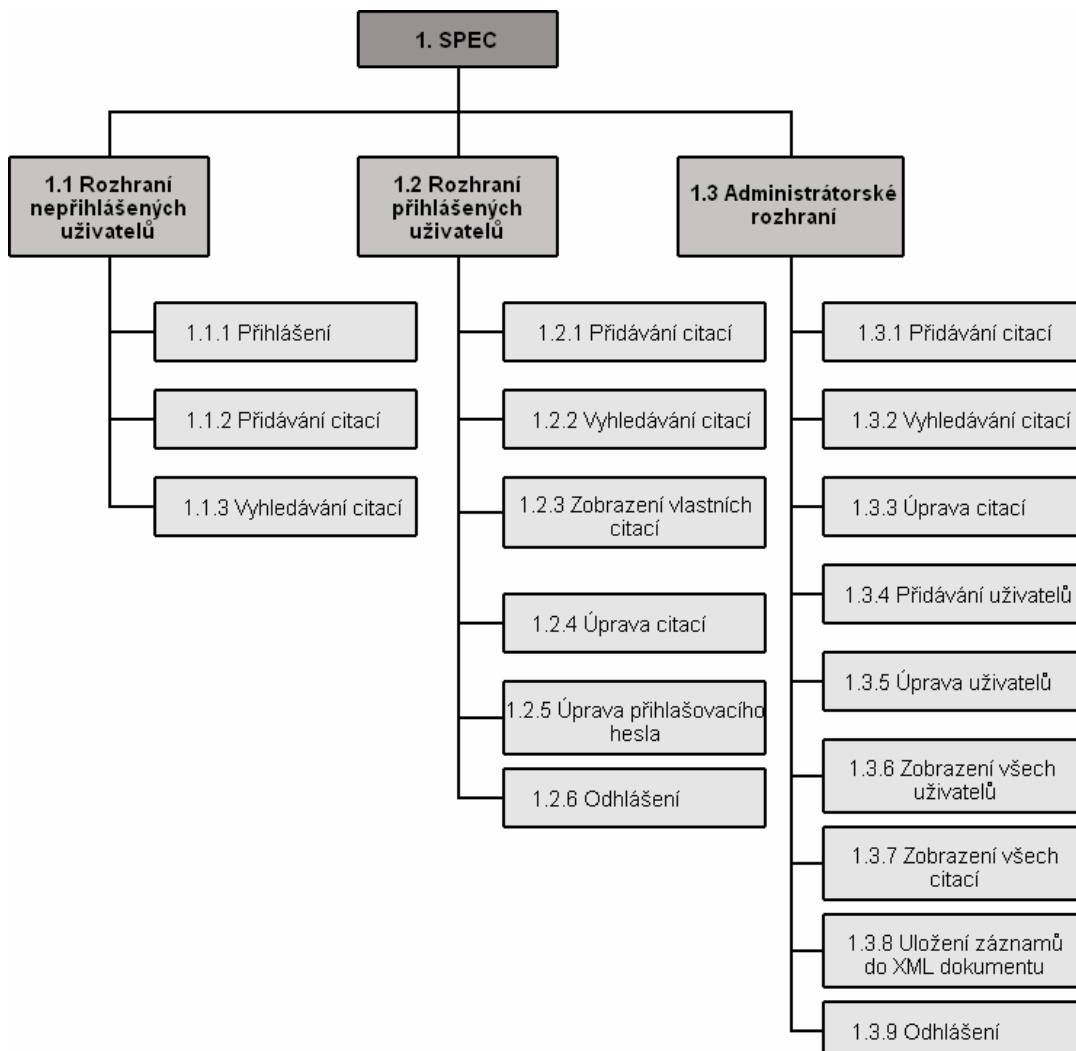 1. SPEC
1.1 Rozhraní
nepřihlášených
uživatelů
1.2 Rozhraní
přihlášených
uživatelů
1.3 Administrátorské
rozhraní
1.1.1 Přihlášení
1.1.2 Přidávání citací
1.1.3 Vyhledávání citací
1.2.1 Přidávání citací
1.2.2 Vyhledávání citací
1.2.3 Zobrazení vlastních
citací
1.2.4 Úprava citací
1.2.5 Úprava přihlašovacího
hesla
1.2.6 Odhlášení
1.3.1 Přidávání citací
1.3.2 Vyhledávání citací
1.3.3 Úprava citací
1.3.4 Přidávání uživatelů
1.3.5 Úprava uživatelů
1.3.6 Zobrazení všech
uživatelů
1.3.7 Zobrazení všech
citací
1.3.8 Uložení záznamů
do XML dokumentu
1.3.9 Odhlášení